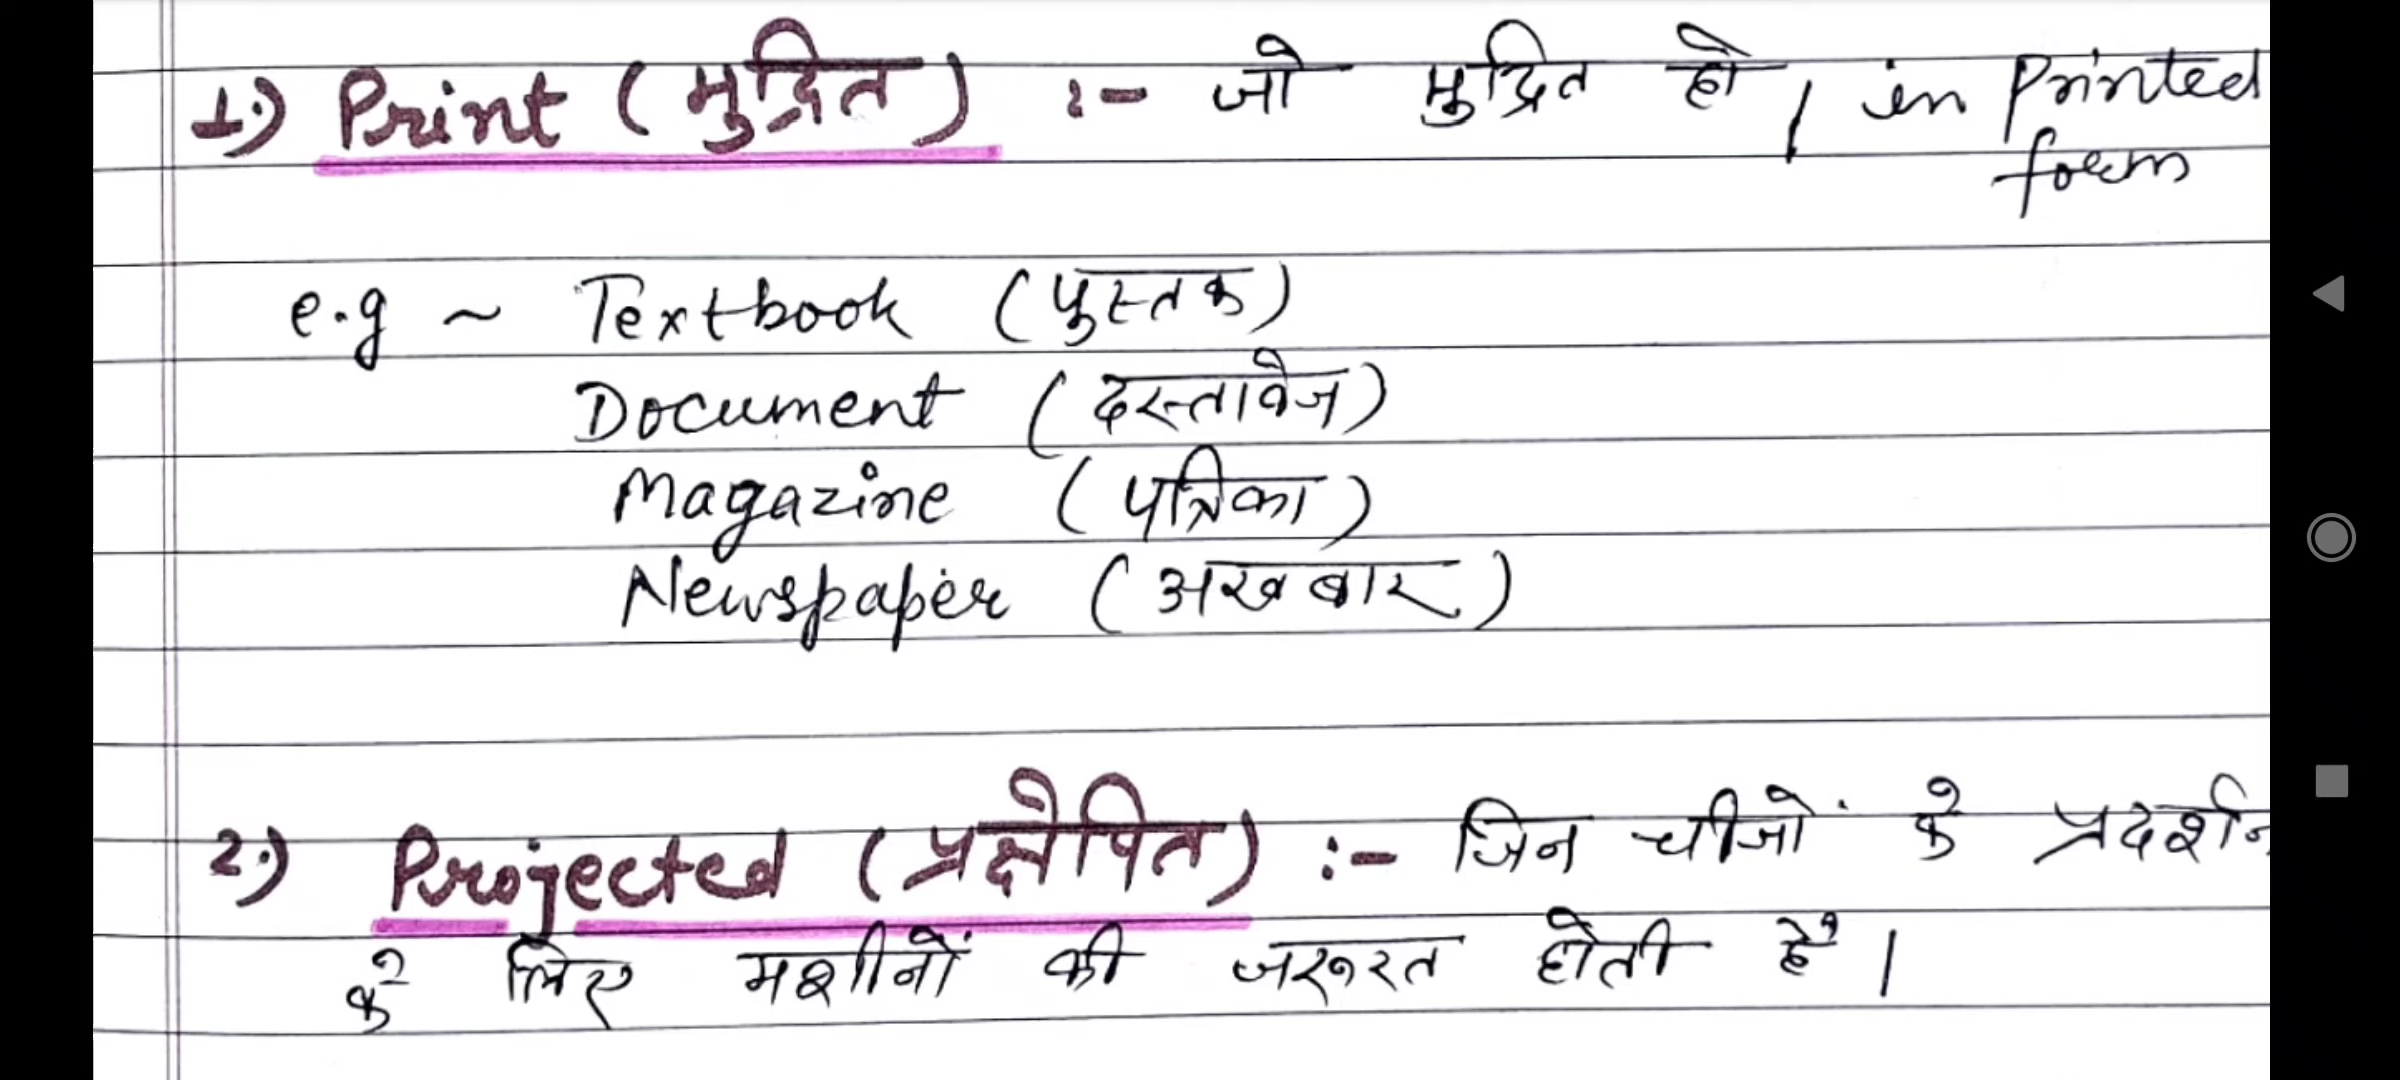 1.) Print (मुद्रित) :- जो मुद्रित हो, in Printed
form
e.g ~ Textbook (पुस्तक)
Document (दस्तावेज)
Magazine (पत्रिका)
Newspaper (अखबार)
2.) Projected (प्रक्षेपित) :- जिन चीजों के प्रदर्शन
के लिए मशीनों की जरूरत होती है।